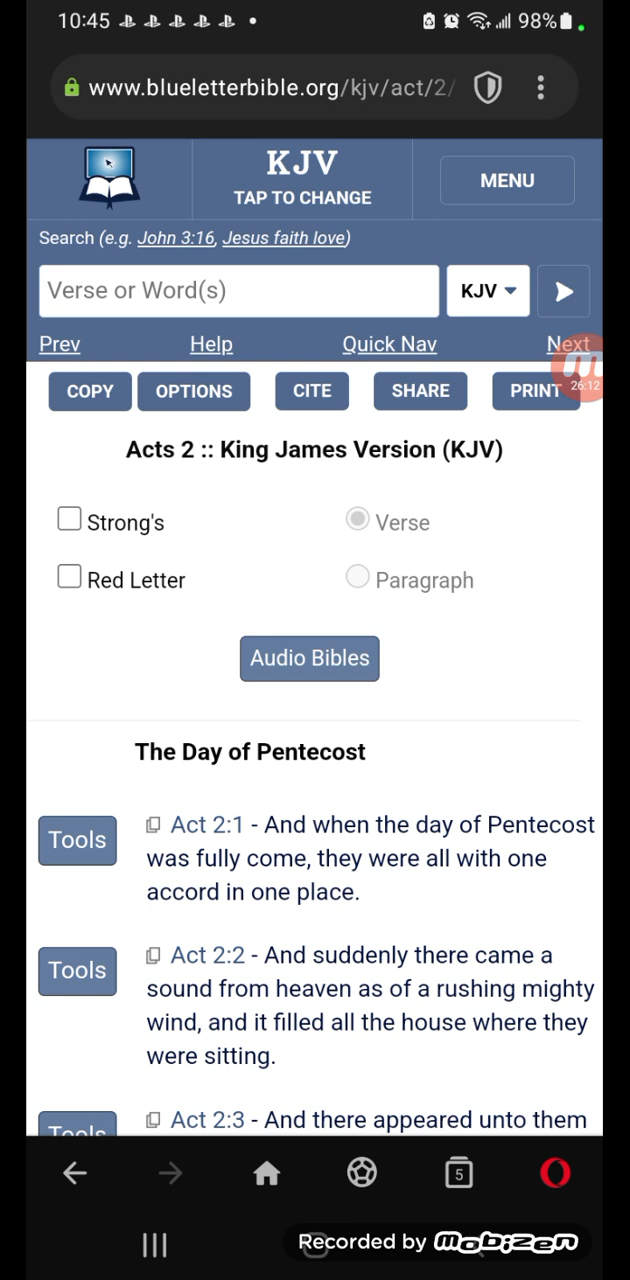 10:45 98%
www.blueletterbible.org/kjv/act/2/
KJV
TAP TO CHANGE
MENU
Search (e.g. John 3:16, Jesus faith love)
Verse or Word(s) KJV
Prev Help Quick Nav Next
26:12
COPY OPTIONS CITE SHARE PRINT
Acts 2 :: King James Version (KJV)
Strong's Verse
Red Letter Paragraph
Audio Bibles
The Day of Pentecost
Tools Act 2:1 - And when the day of Pentecost
was fully come, they were all with one
accord in one place.
Tools Act 2:2 - And suddenly there came a
sound from heaven as of a rushing mighty
wind, and it filled all the house where they
were sitting.
Tools Act 2:3 - And there appeared unto them
5
Recorded by mobizen